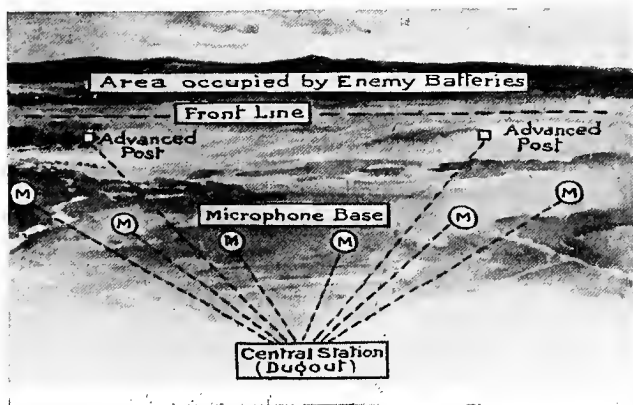 Area occupied by Enemy Batteries
Front Line
Advanced
Post
Advanced
Post
M
M
M
M
M
M
Microphone Base
Central Station
(Dugout)